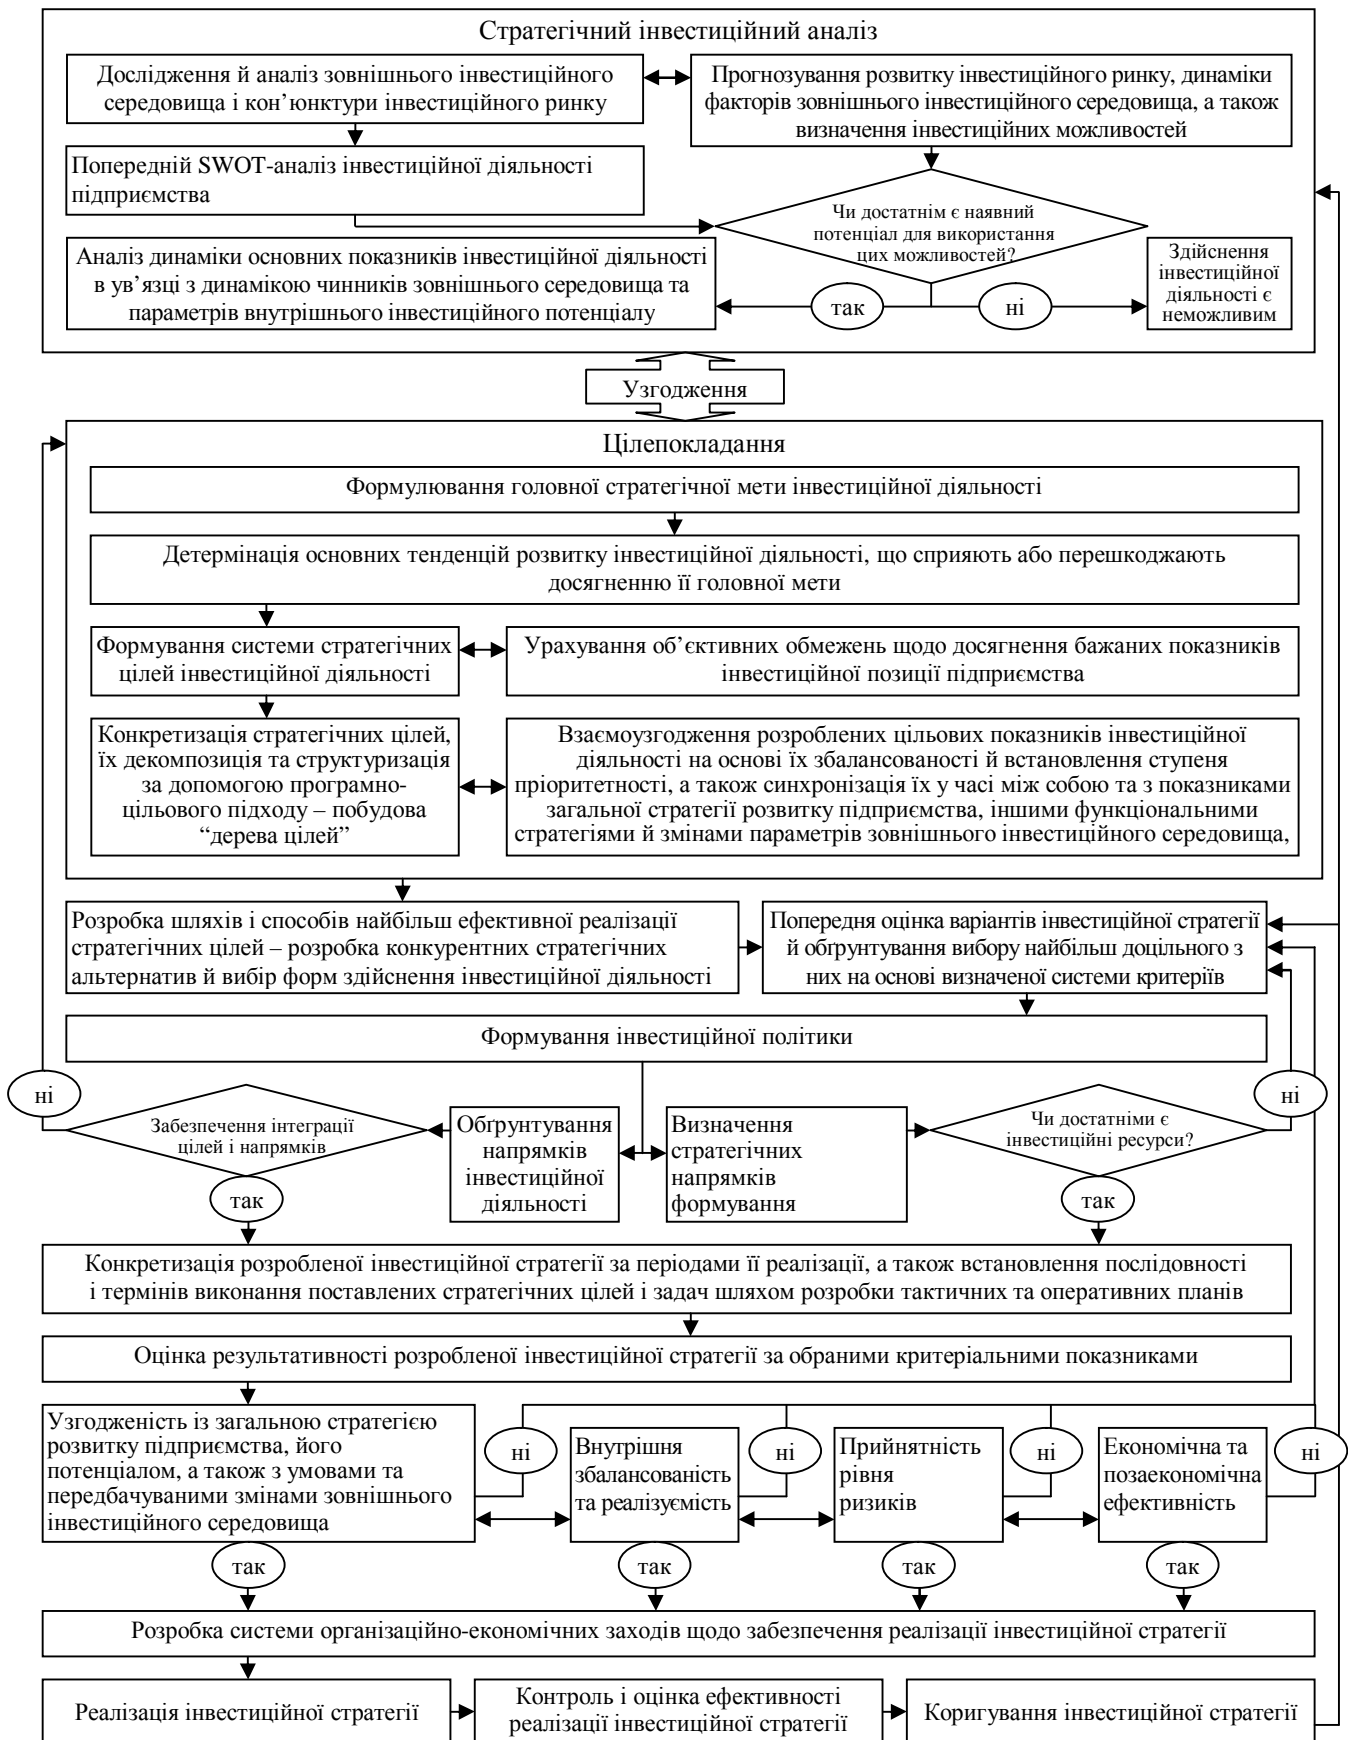 Стратегічний інвестиційний аналіз
Дослідження й аналіз зовнішнього інвестиційного
середовища і кон’юнктури інвестиційного ринку
Прогнозування розвитку інвестиційного ринку, динаміки
факторів зовнішнього інвестиційного середовища, а також
визначення інвестиційних можливостей
Попередній SWOT-аналіз інвестиційної діяльності
підприємства
Чи достатнім є наявний
потенціал для використання
цих можливостей?
Аналіз динаміки основних показників інвестиційної діяльності
в ув’язці з динамікою чинників зовнішнього середовища та
параметрів внутрішнього інвестиційного потенціалу
так
ні
Здійснення
інвестиційної
діяльності є
неможливим
Узгодження
Цілепокладання
Формулювання головної стратегічної мети інвестиційної діяльності
Детермінація основних тенденцій розвитку інвестиційної діяльності, що сприяють або перешкоджають
досягненню її головної мети
Формування системи стратегічних
цілей інвестиційної діяльності
Урахування об’єктивних обмежень щодо досягнення бажаних показників
інвестиційної позиції підприємства
Конкретизація стратегічних цілей,
їх декомпозиція та структуризація
за допомогою програмно-
цільового підходу – побудова
“дерева цілей”
Взаємоузгодження розроблених цільових показників інвестиційної
діяльності на основі їх збалансованості й встановлення ступеня
пріоритетності, а також синхронізація їх у часі між собою та з показниками
загальної стратегії розвитку підприємства, іншими функціональними
стратегіями й змінами параметрів зовнішнього інвестиційного середовища,
Розробка шляхів і способів найбільш ефективної реалізації
стратегічних цілей – розробка конкурентних стратегічних
альтернатив й вибір форм здійснення інвестиційної діяльності
Попередня оцінка варіантів інвестиційної стратегії
й обґрунтування вибору найбільш доцільного з
них на основі визначеної системи критеріїв
Формування інвестиційної політики
ні
Забезпечення інтеграції
цілей і напрямків
Обґрунтування
напрямків
інвестиційної
діяльності
Визначення
стратегічних
напрямків
формування
Чи достатніми є
інвестиційні ресурси?
ні
так
так
Конкретизація розробленої інвестиційної стратегії за періодами її реалізації, а також встановлення послідовності
і термінів виконання поставлених стратегічних цілей і задач шляхом розробки тактичних та оперативних планів
Оцінка результативності розробленої інвестиційної стратегії за обраними критеріальними показниками
Узгодженість із загальною стратегією
розвитку підприємства, його
потенціалом, а також з умовами та
передбачуваними змінами зовнішнього
інвестиційного середовища
ні
Внутрішня
збалансованість
та реалізуємість
ні
Прийнятність
рівня
ризиків
ні
Економічна та
позаекономічна
ефективність
ні
так
так
так
так
Розробка системи організаційно-економічних заходів щодо забезпечення реалізації інвестиційної стратегії
Реалізація інвестиційної стратегії
Контроль і оцінка ефективності
реалізації інвестиційної стратегії
Коригування інвестиційної стратегії